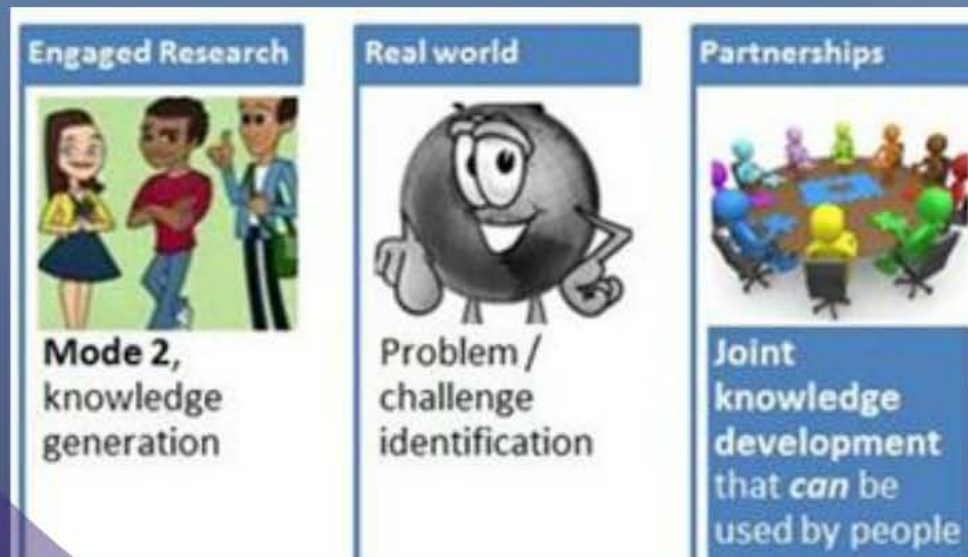 Engaged Research
Mode 2,
knowledge
generation
Real world
Problem /
challenge
identification
Partnerships
Joint
knowledge
development
that can be
used by people